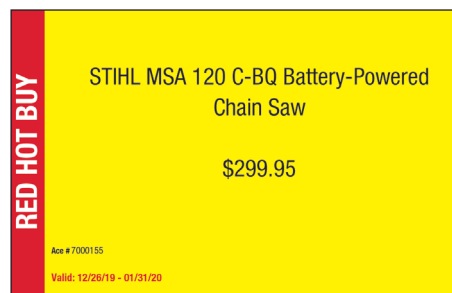 RED HOT BUY
STIHL MSA 120 C-BQ Battery-Powered
Chain Saw
$299.95
Ace # 7000155
Valid: 12/26/19 - 01/31/20